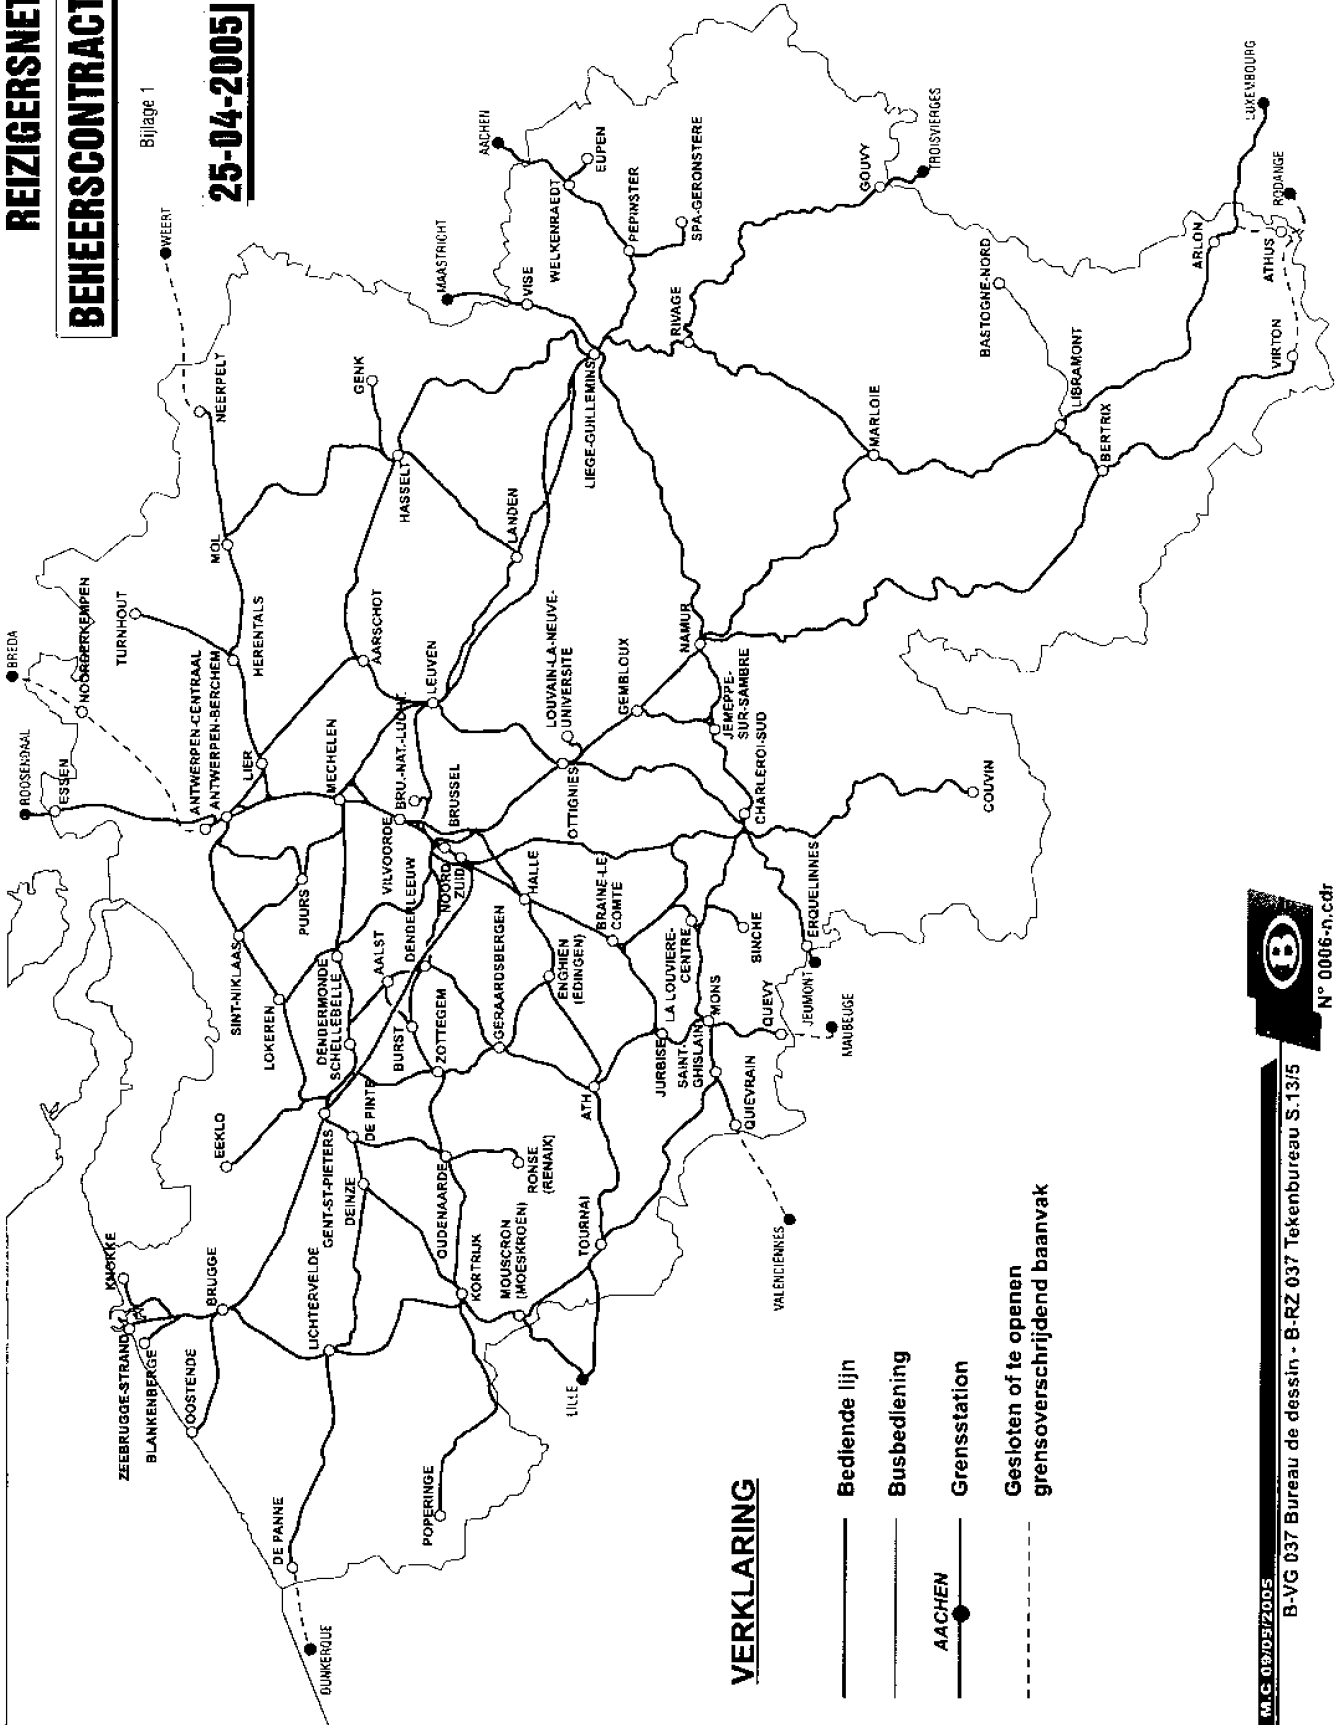 REIZIGERSNET
BEHEERSCONTRACT
Bijlage 1
25-04-2005
DUNKERQUE
DE PANNE
OOSTENDE
ZEEBRUGGE-STRAND
BLANKENBERGE
KNOKKE
BRUGGE
LICHTERVELDE
POPERINGE
KORTRIJK
MOUSCRON
(MOESKROEN)
LILLE
TOURNAI
EEKLO
GENT-ST-PIETERS
DE PINTE
DEINZE
OUDENAARDE
RONSE
(RENAIX)
SINT-NIKLAAS
LOKEREN
DENDERMONDE
SCHELLEBELLE
AALST
BURST
DENDERLEEUW
ZOTTEGEM
GERAARDSBERGEN
ENGHIEN
(EDINGEN)
ATH
JURBISE
SAINT-
GHISLAIN
MONS
QUEVY
QUIEVRAIN
VALENCIENNES
MAUBEUGE
JEUMONT
ERQUELINNES
LA LOUVIERE-
CENTRE
BINCHE
BRAINE-LE
COMTE
HALLE
PUURS
VILVOORDE
BRU.-NAT.-LUCHT.
BRUSSEL
NOORD
ZUID
MECHELEN
LIER
ANTWERPEN-CENTRAAL
ANTWERPEN-BERCHEM
ESSEN
ROOSENDAAL
BREDA
NOORDERKEMPEN
TURNHOUT
HERENTALS
MOL
NEERPELT
WEERT
AARSCHOT
LEUVEN
LOUVAIN-LA-NEUVE-
UNIVERSITE
OTTIGNIES
GEMBLOUX
NAMUR
JEMEPPE-
SUR-SAMBRE
CHARLEROI-SUD
COUVIN
LANDEN
HASSELT
GENK
LIEGE-GUILLEMINS
MAASTRICHT
VISE
AACHEN
WELKENRAEDT
EUPEN
PEPINSTER
SPA-GERONSTERE
RIVAGE
MARLOIE
GOUVY
TROISVIERGES
BASTOGNE-NORD
LIBRAMONT
BERTRIX
ARLON
LUXEMBOURG
RODANGE
ATHUS
VIRTON
VERKLARING
Bediende lijn
Busbediening
AACHEN
Grensstation
Gesloten of te openen
grensoverschrijdend baanvak
B
N° 0006-n.cdr
M.C 09/05/2005
B-VG 037 Bureau de dessin - B-RZ 037 Tekenbureau S.13/5